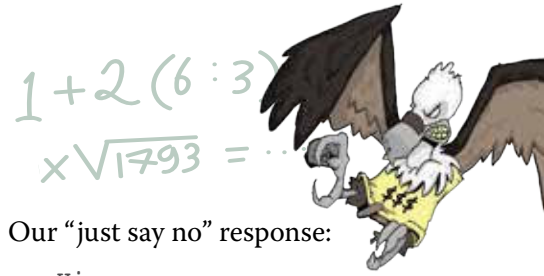 1+2(6:3)
x√1793 = ...
Our “just say no” response: